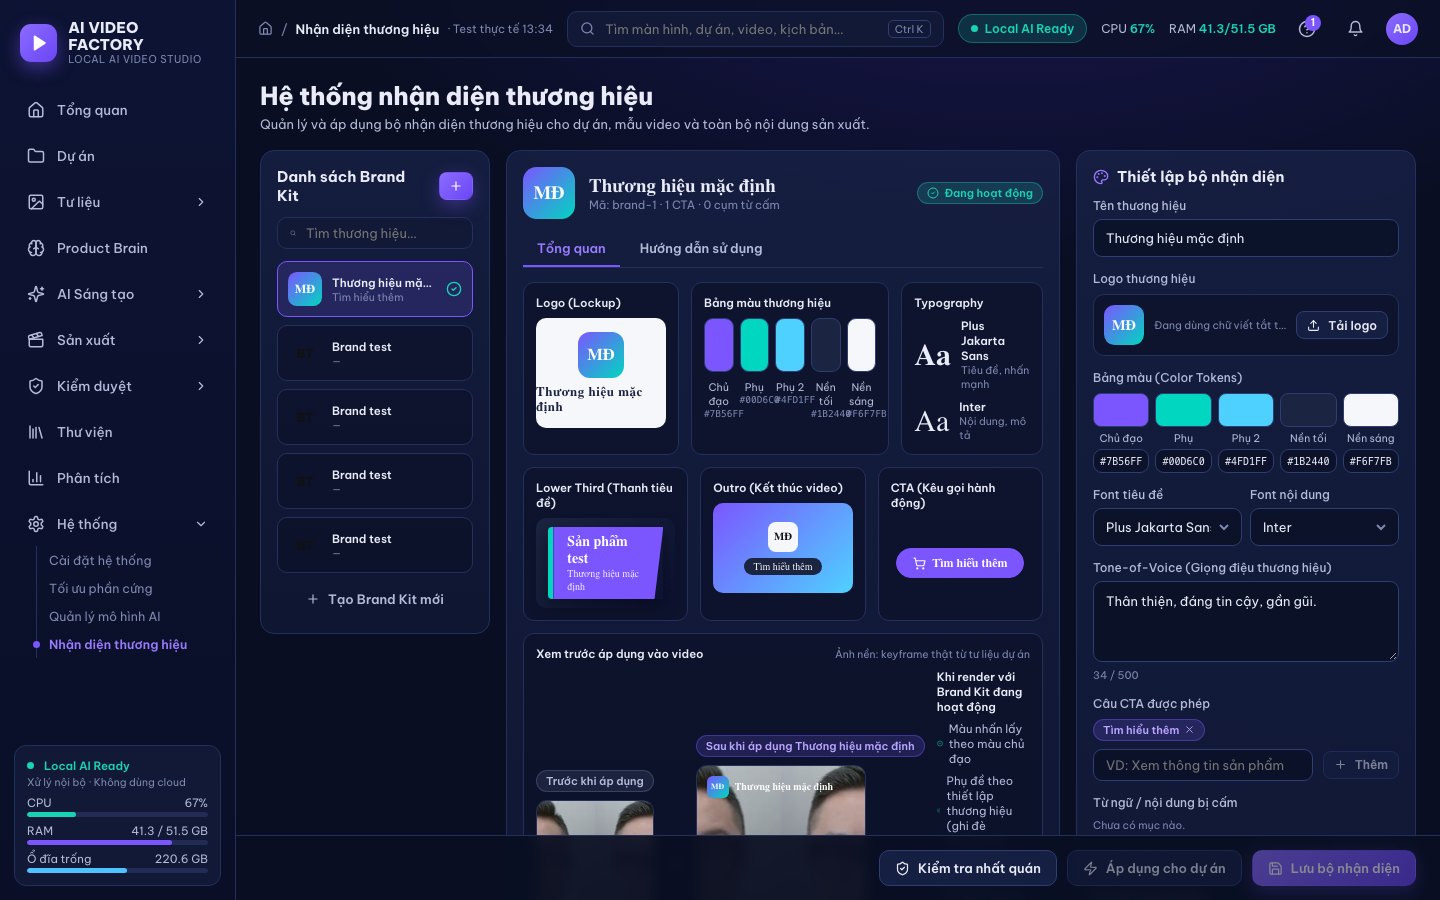 AI VIDEO
FACTORY
LOCAL AI VIDEO STUDIO
Tổng quan
Dự án
Tư liệu
Product Brain
AI Sáng tạo
Sản xuất
Kiểm duyệt
Thư viện
Phân tích
Hệ thống
Cài đặt hệ thống
Tối ưu phần cứng
Quản lý mô hình AI
Nhận diện thương hiệu
Local AI Ready
Xử lý nội bộ · Không dùng cloud
CPU 67%
RAM 41.3 / 51.5 GB
Ổ đĩa trống 220.6 GB
/ Nhận diện thương hiệu · Test thực tế 13:34
Tìm màn hình, dự án, video, kịch bản... Ctrl K
Local AI Ready
CPU 67%
RAM 41.3/51.5 GB
1
AD
Hệ thống nhận diện thương hiệu
Quản lý và áp dụng bộ nhận diện thương hiệu cho dự án, mẫu video và toàn bộ nội dung sản xuất.
Danh sách Brand
Kit
Tìm thương hiệu...
MĐ
Thương hiệu mặ...
Tìm hiểu thêm
Brand test
—
Brand test
—
Brand test
—
Brand test
—
+ Tạo Brand Kit mới
MĐ
Thương hiệu mặc định
Mã: brand-1 · 1 CTA · 0 cụm từ cấm
Đang hoạt động
Tổng quan
Hướng dẫn sử dụng
Logo (Lockup)
MĐ
Thương hiệu mặc
định
Bảng màu thương hiệu
Chủ đạo
#7B56FF
Phụ
#00D6C0
Phụ 2
#4FD1FF
Nền tối
#1B2440
Nền sáng
#F6F7FB
Typography
Aa
Plus
Jakarta
Sans
Tiêu đề, nhấn
mạnh
Aa
Inter
Nội dung, mô
tả
Lower Third (Thanh tiêu
đề)
Sản phẩm
test
Thương hiệu mặc
định
Outro (Kết thúc video)
MĐ
Tìm hiểu thêm
CTA (Kêu gọi hành
động)
Tìm hiểu thêm
Xem trước áp dụng vào video
Ảnh nền: keyframe thật từ tư liệu dự án
Trước khi áp dụng
Sau khi áp dụng Thương hiệu mặc định
MĐ Thương hiệu mặc định
Khi render với
Brand Kit đang
hoạt động
Màu nhấn lấy
theo màu chủ
đạo
Phụ đề theo
thiết lập
thương hiệu
(ghi đè
Thiết lập bộ nhận diện
Tên thương hiệu
Thương hiệu mặc định
Logo thương hiệu
MĐ
Đang dùng chữ viết tắt t...
Tải logo
Bảng màu (Color Tokens)
Chủ đạo
Phụ
Phụ 2
Nền tối
Nền sáng
#7B56FF
#00D6C0
#4FD1FF
#1B2440
#F6F7FB
Font tiêu đề
Font nội dung
Plus Jakarta San
Inter
Tone-of-Voice (Giọng điệu thương hiệu)
Thân thiện, đáng tin cậy, gần gũi.
34 / 500
Câu CTA được phép
Tìm hiểu thêm ×
VD: Xem thông tin sản phẩm
+ Thêm
Từ ngữ / nội dung bị cấm
Chưa có mục nào.
Kiểm tra nhất quán
Áp dụng cho dự án
Lưu bộ nhận diện